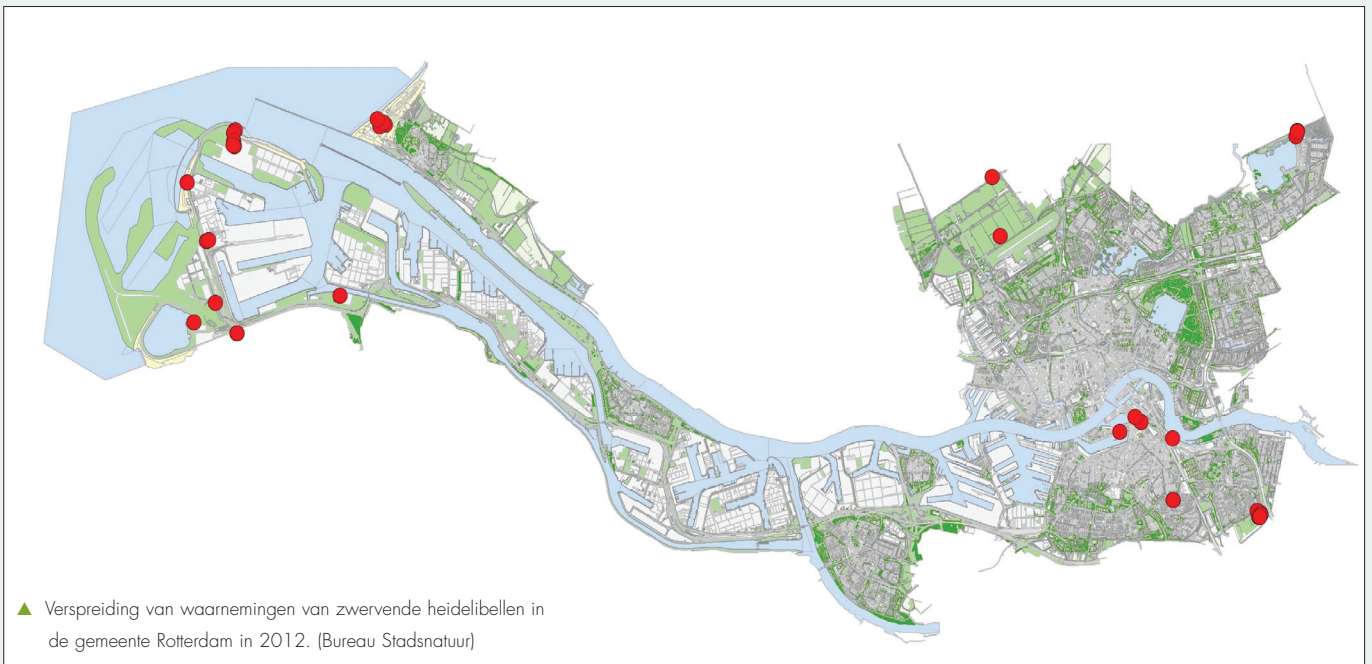 ▲ Verspreiding van waarnemingen van zwervende heidelibellen in
de gemeente Rotterdam in 2012. (Bureau Stadsnatuur)